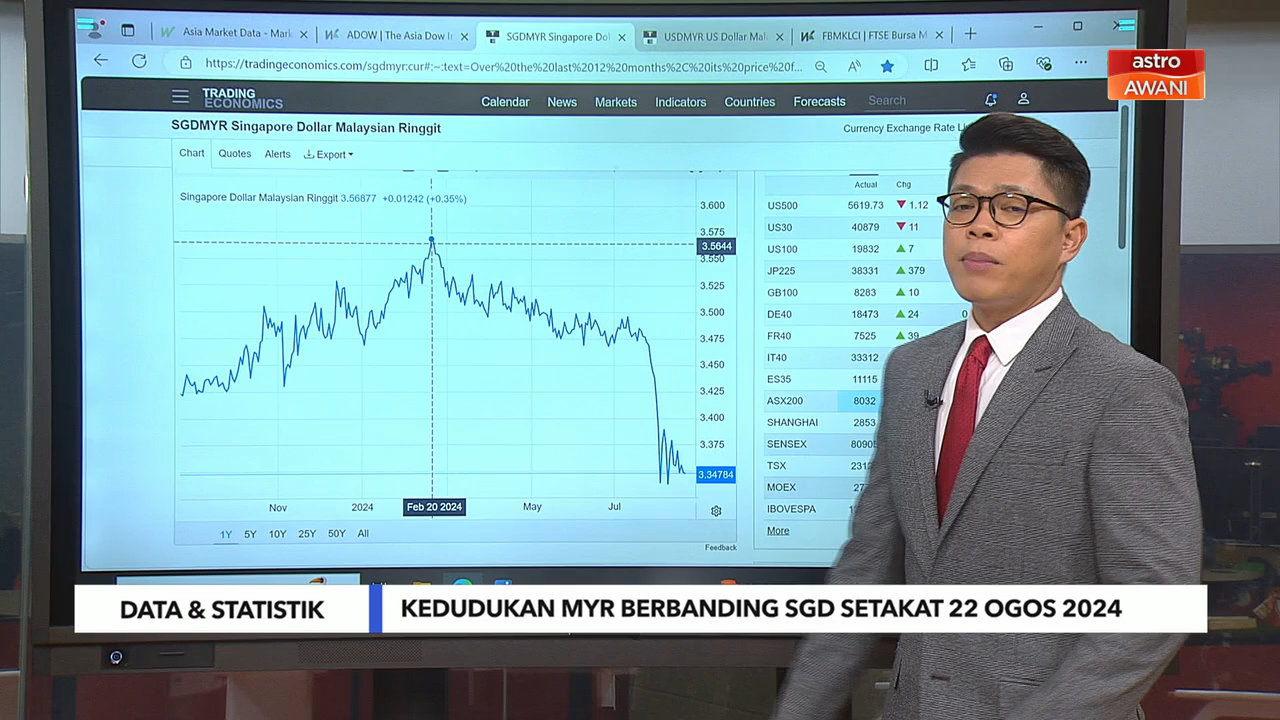 Asia Market Data - Mark
ADOW | The Asia Dow In
SGDMYR Singapore Dol
USDMYR US Dollar Mal
FBMKLCI | FTSE Bursa M
https://tradingeconomics.com/sgdmyr:cur#:~:text=Over%20the%20last%2012%20months%2C%20its%20price%20f...
astro
AWANI
TRADING
ECONOMICS
Calendar News Markets Indicators Countries Forecasts Search
SGDMYR Singapore Dollar Malaysian Ringgit
Currency Exchange Rate Li
Chart Quotes Alerts Export
Singapore Dollar Malaysian Ringgit 3.56877 +0.01242 (+0.35%)
3.600
3.575
3.5644
3.550
3.525
3.500
3.475
3.450
3.425
3.400
3.375
3.34784
Nov 2024 Feb 20 2024 May Jul
1Y 5Y 10Y 25Y 50Y All
Feedback
Actual Chg
US500 5619.73 1.12
US30 40879 11
US100 19832 7
JP225 38331 379
GB100 8283 10
DE40 18473 24 0
FR40 7525 39
IT40 33312
ES35 11115
ASX200 8032
SHANGHAI 2853
SENSEX 8090
TSX 231
MOEX 27
IBOVESPA
More
DATA & STATISTIK
KEDUDUKAN MYR BERBANDING SGD SETAKAT 22 OGOS 2024